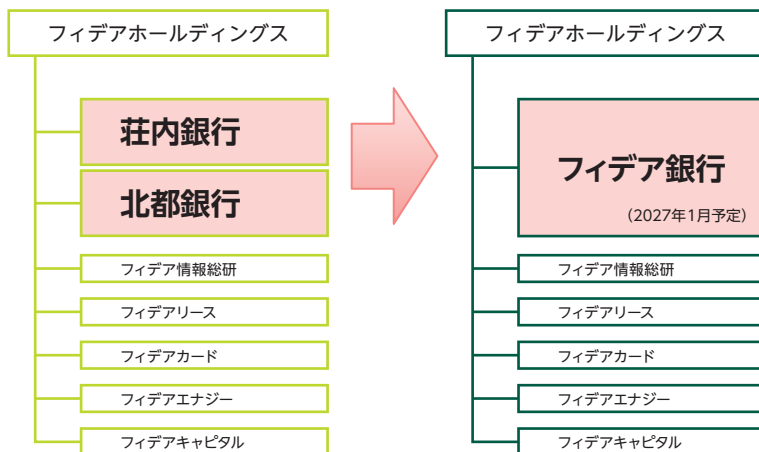 フィデアホールディングス
荘内銀行
北都銀行
フィデア情報総研
フィデアリース
フィデアカード
フィデアエナジー
フィデアキャピタル
フィデアホールディングス
フィデア銀行
（2027年1月予定）
フィデア情報総研
フィデアリース
フィデアカード
フィデアエナジー
フィデアキャピタル